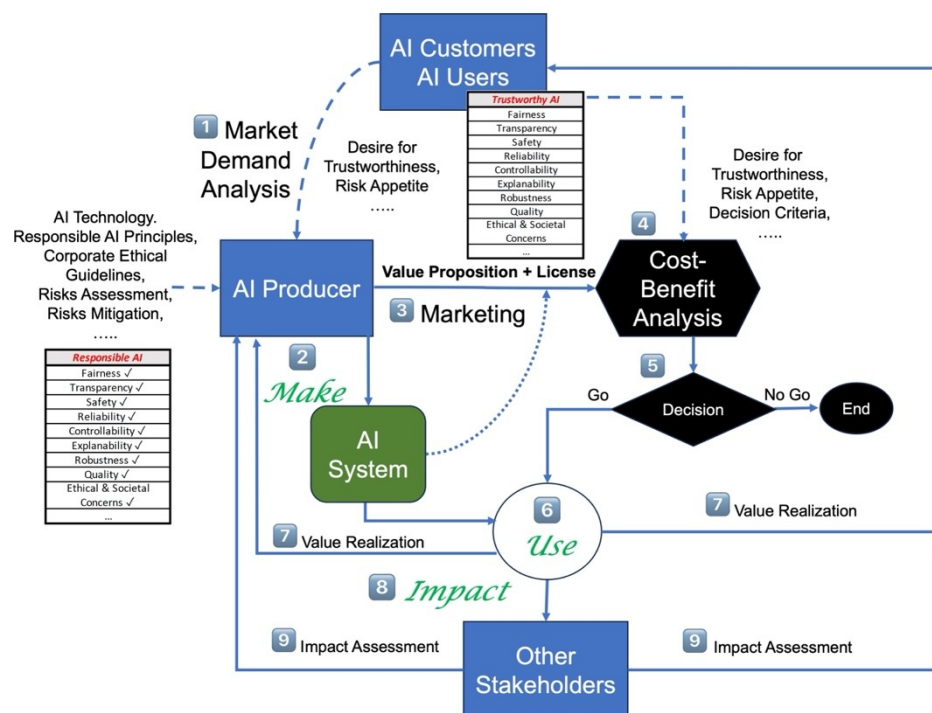 AI Customers
AI Users
Trustworthy AI
Fairness
Transparency
Safety
Reliability
Controllability
Explanability
Robustness
Quality
Ethical & Societal
Concerns
...
1 Market
Demand
Analysis
Desire for
Trustworthiness,
Risk Appetite
…..
Desire for
Trustworthiness,
Risk Appetite,
Decision Criteria,
…..
AI Technology.
Responsible AI Principles,
Corporate Ethical
Guidelines,
Risks Assessment,
Risks Mitigation,
…..
Responsible AI
Fairness ✓
Transparency ✓
Safety ✓
Reliability ✓
Controllability ✓
Explanability ✓
Robustness ✓
Quality ✓
Ethical & Societal
Concerns ✓
...
AI Producer
Value Proposition + License
3 Marketing
4
Cost-
Benefit
Analysis
2
Make
AI
System
5
Go
Decision
No Go
End
6
Use
7 Value Realization
7 Value Realization
8 Impact
9 Impact Assessment
Other
Stakeholders
9 Impact Assessment